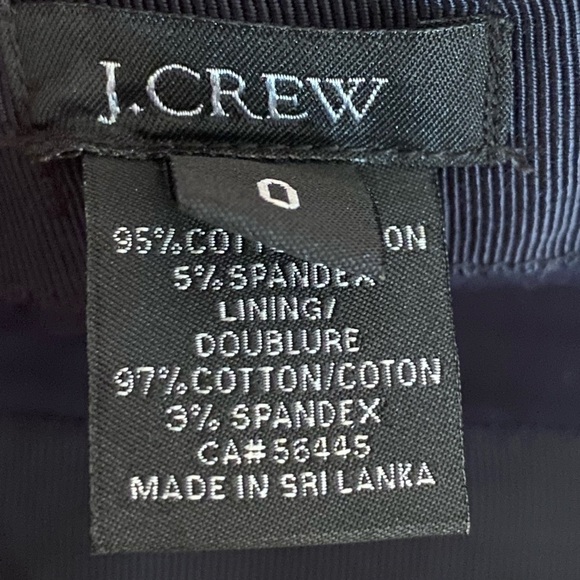 J.CREW
0
95% COTT ON
5% SPANDEX
LINING/
DOUBLURE
97% COTTON/COTON
3% SPANDEX
CA# 56445
MADE IN SRI LANKA